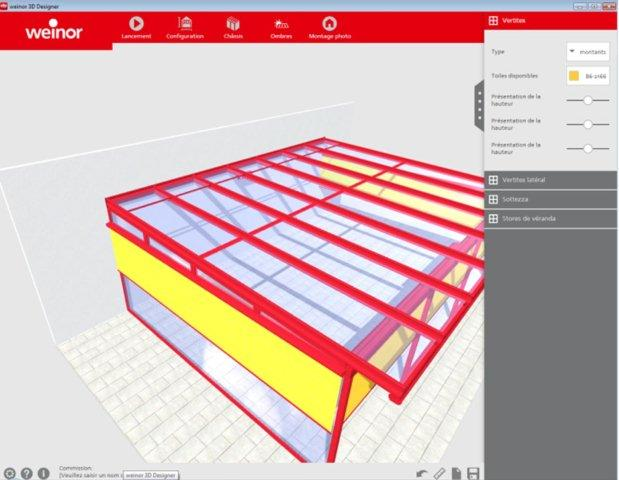 weinor 3D Designer
weinor
Lancement
Configuration
Châssis
Ombres
Montage photo
Vertitex
Type
montants
Toiles disponibles
Présentation de la
hauteur
Présentation de la
hauteur
Présentation de la
hauteur
Vertitex latéral
Sottezza
Stores de véranda
Commission:
(Veuillez saisir un nom
weinor 3D Designer